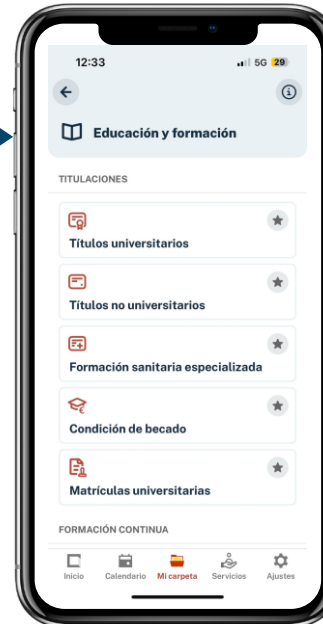 12:33
5G 29
Educación y formación
TITULACIONES
Títulos universitarios
Títulos no universitarios
Formación sanitaria especializada
Condición de becado
Matrículas universitarias
FORMACIÓN CONTINUA
Inicio Calendario Mi carpeta Servicios Ajustes